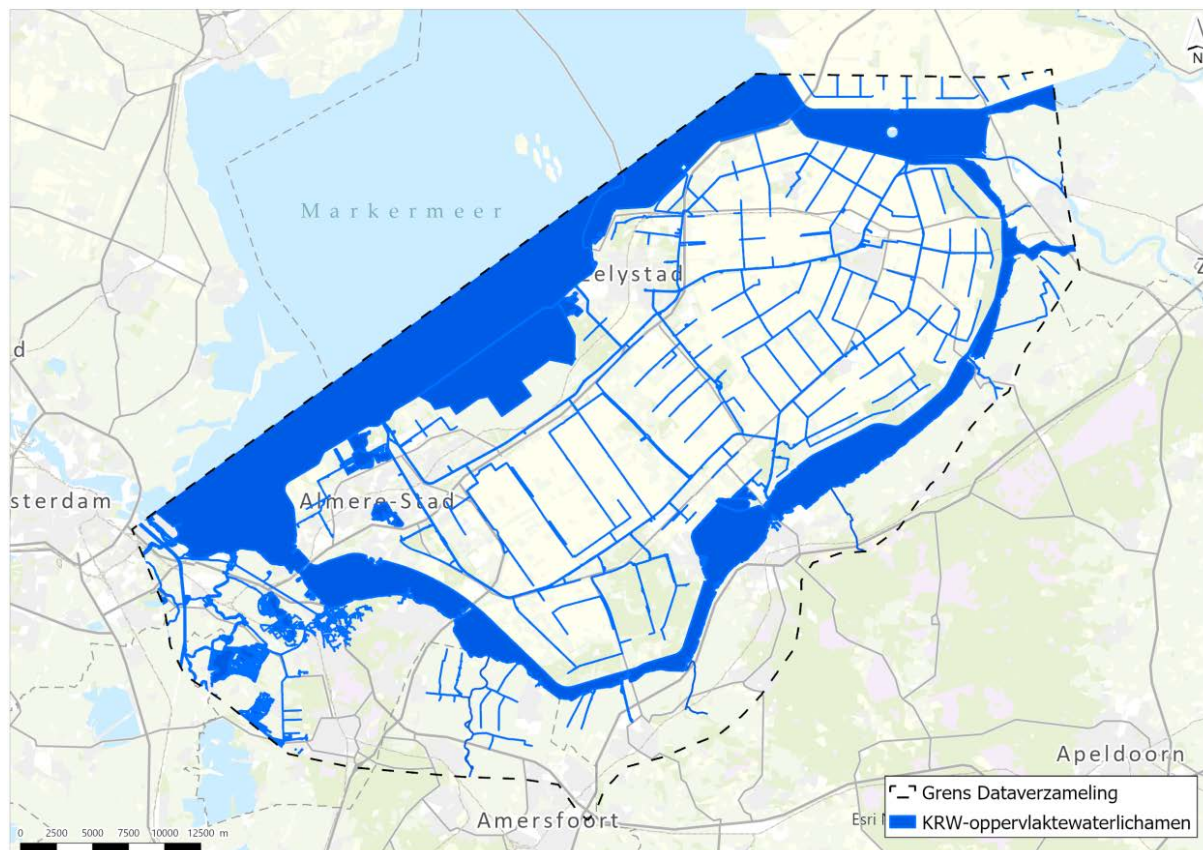 N
Markermeer
elystad
Z
d
Almere-Stad
sterdam
Apeldoorn
Grens Dataverzameling
Amersfoort
Esri N
KRW-oppervlaktewaterlichamen
0 2500 5000 7500 10000 12500 m